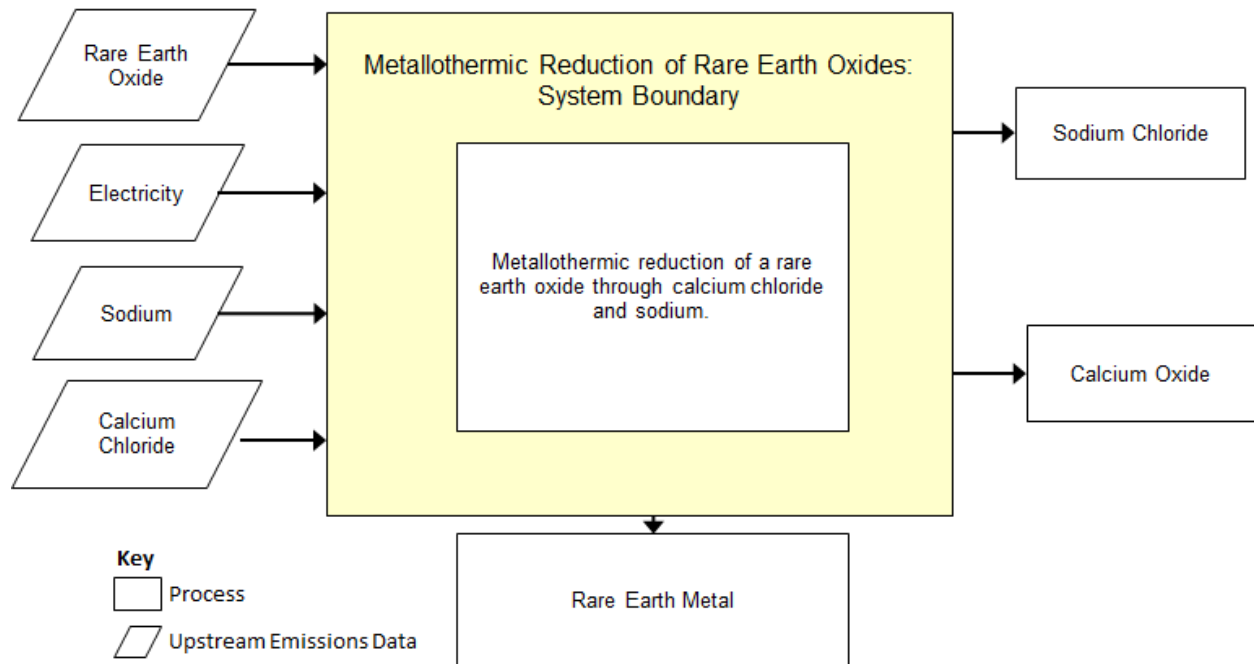 Rare Earth
Oxide
Electricity
Sodium
Calcium
Chloride
Metallothermic Reduction of Rare Earth Oxides:
System Boundary
Metallothermic reduction of a rare
earth oxide through calcium chloride
and sodium.
Sodium Chloride
Calcium Oxide
Rare Earth Metal
Key
Process
Upstream Emissions Data